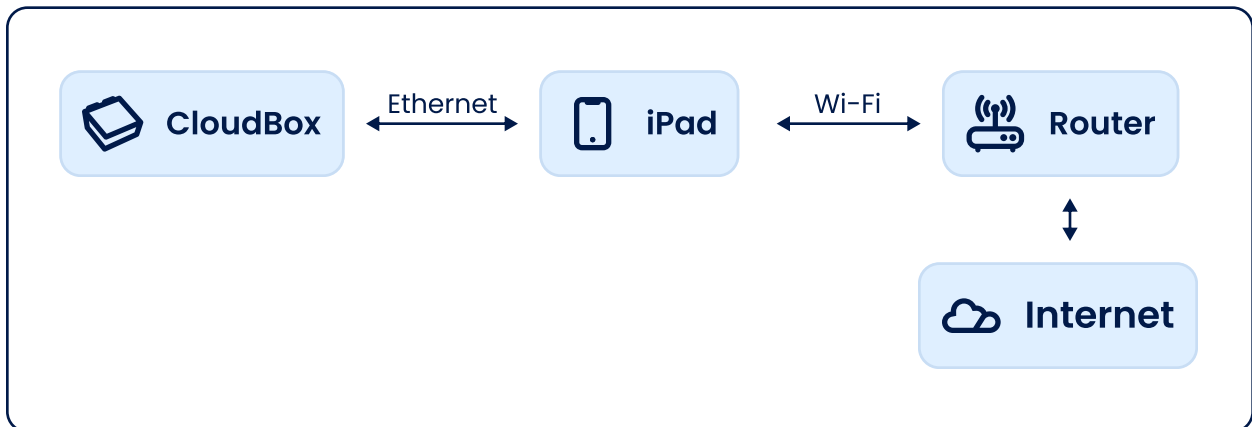 CloudBox
Ethernet
iPad
Wi-Fi
Router
Internet